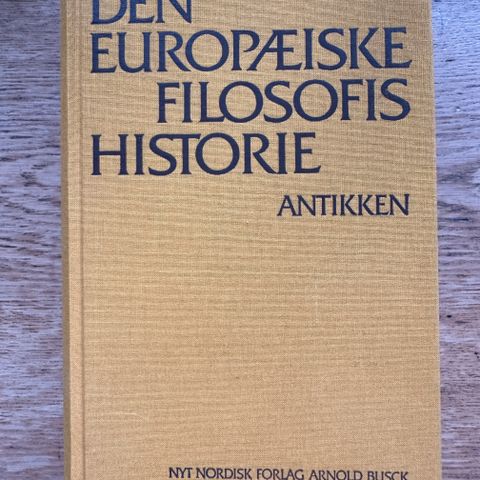 DEN
EUROPÆISKE
FILOSOFIS
HISTORIE
ANTIKKEN
NYT NORDISK FORLAG ARNOLD BUSCK